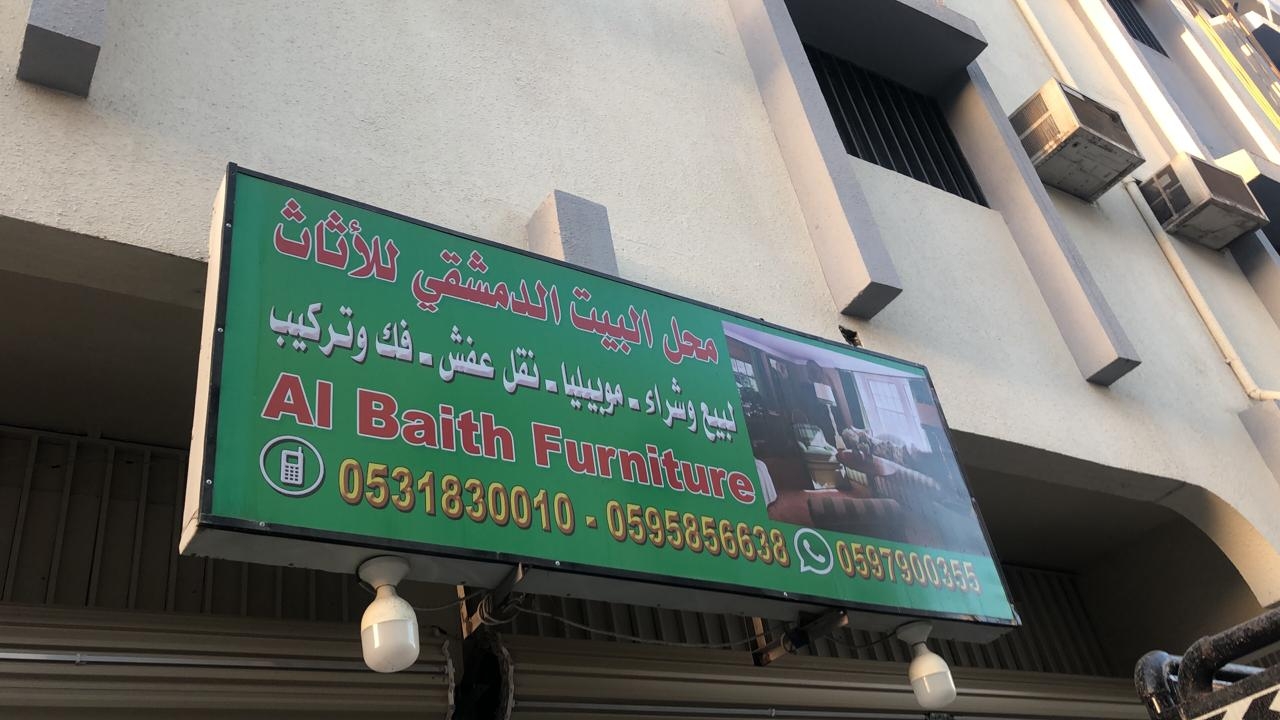 محل البيت الدمشقي للأثاث
لبيع وشراء - موبيليا - نقل عفش - فك وتركيب
Al Baith Furniture
0531830010 - 0595856638 0597900355